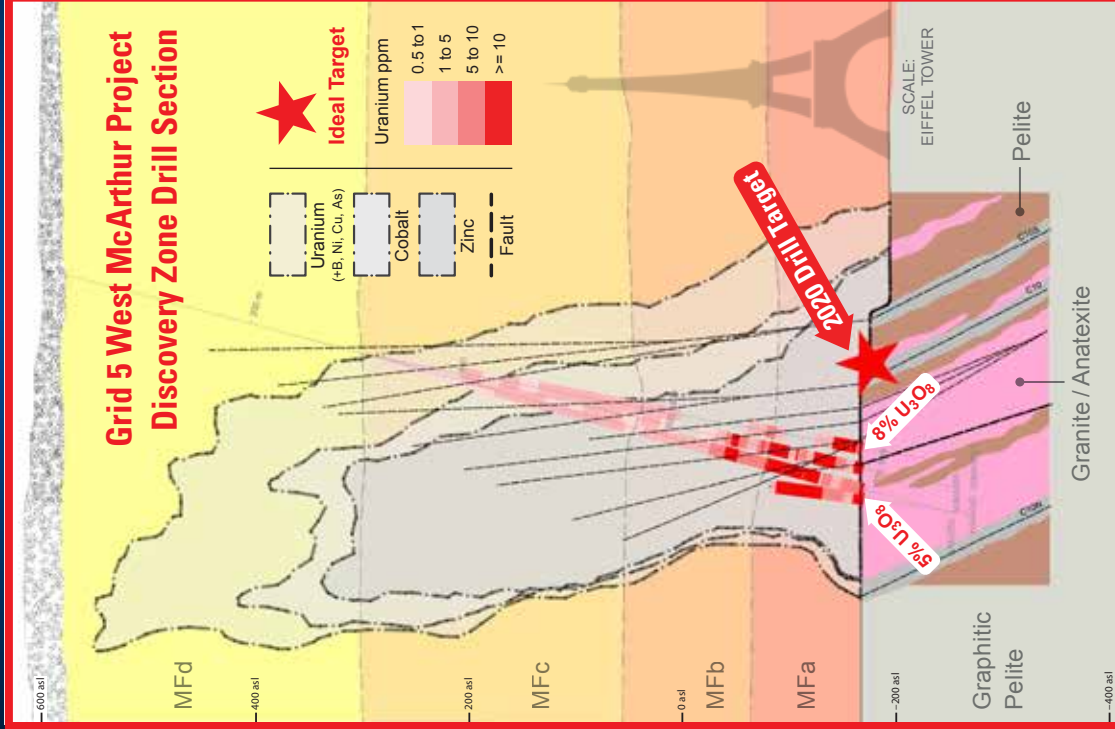 Grid 5 West McArthur Project
Discovery Zone Drill Section
Uranium
(+B, Ni, Cu, As)
Cobalt
Zinc
Fault
Ideal Target
Uranium ppm
0.5 to 1
1 to 5
5 to 10
>= 10
600 asl
400 asl
200 asl
0 asl
-200 asl
-400 asl
MFd
MFc
MFb
MFa
Graphitic
Pelite
2020 Drill Target
5% U₃O₈
8% U₃O₈
SCALE:
EIFFEL TOWER
Pelite
Granite / Anatexite
C10N
C10
C10S